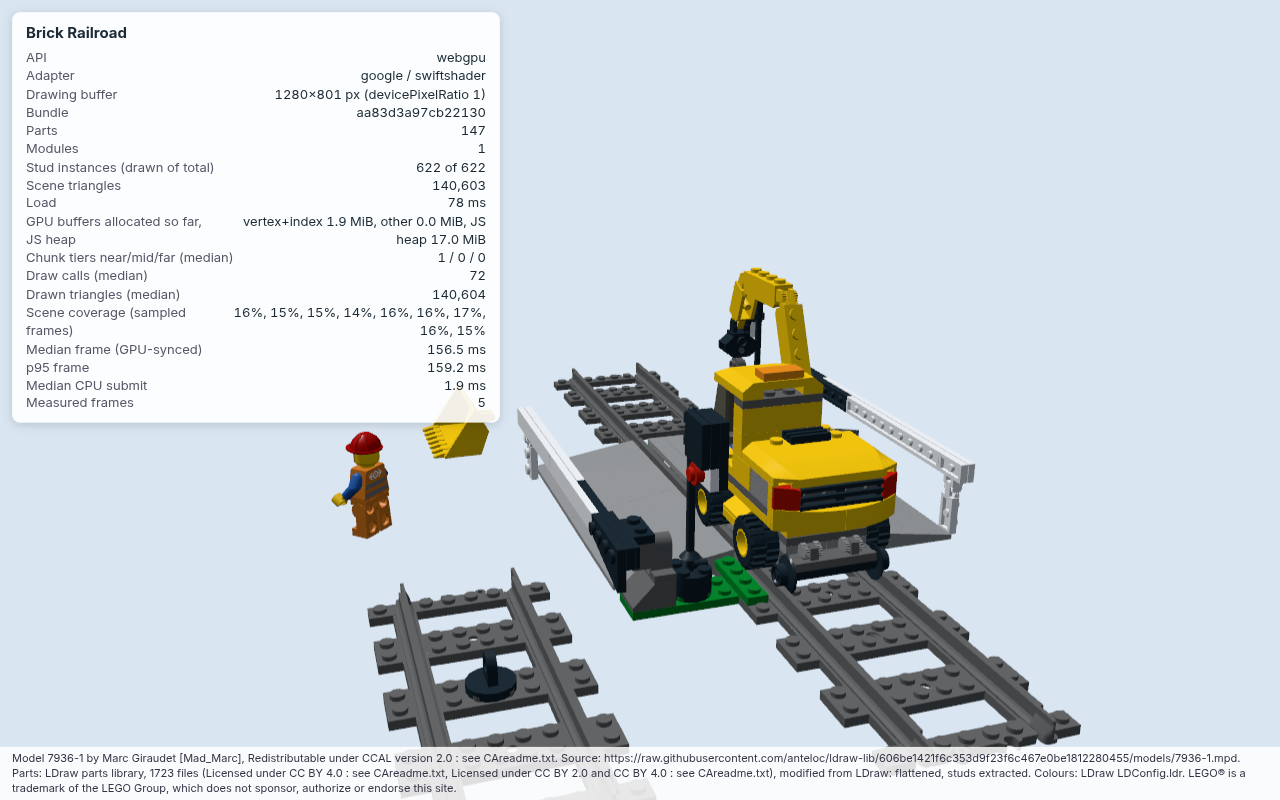 Brick Railroad
API webgpu
Adapter google / swiftshader
Drawing buffer 1280×801 px (devicePixelRatio 1)
Bundle aa83d3a97cb22130
Parts 147
Modules 1
Stud instances (drawn of total) 622 of 622
Scene triangles 140,603
Load 78 ms
GPU buffers allocated so far, vertex+index 1.9 MiB, other 0.0 MiB, JS
JS heap heap 17.0 MiB
Chunk tiers near/mid/far (median) 1 / 0 / 0
Draw calls (median) 72
Drawn triangles (median) 140,604
Scene coverage (sampled 16%, 15%, 15%, 14%, 16%, 16%, 17%,
frames) 16%, 15%
Median frame (GPU-synced) 156.5 ms
p95 frame 159.2 ms
Median CPU submit 1.9 ms
Measured frames 5
Model 7936-1 by Marc Giraudet [Mad_Marc], Redistributable under CCAL version 2.0 : see CAreadme.txt. Source: https://raw.githubusercontent.com/anteloc/ldraw-lib/606be1421f6c353d9f23f6c467e0be1812280455/models/7936-1.mpd.
Parts: LDraw parts library, 1723 files (Licensed under CC BY 4.0 : see CAreadme.txt, Licensed under CC BY 2.0 and CC BY 4.0 : see CAreadme.txt), modified from LDraw: flattened, studs extracted. Colours: LDraw LDConfig.ldr. LEGO® is a
trademark of the LEGO Group, which does not sponsor, authorize or endorse this site.